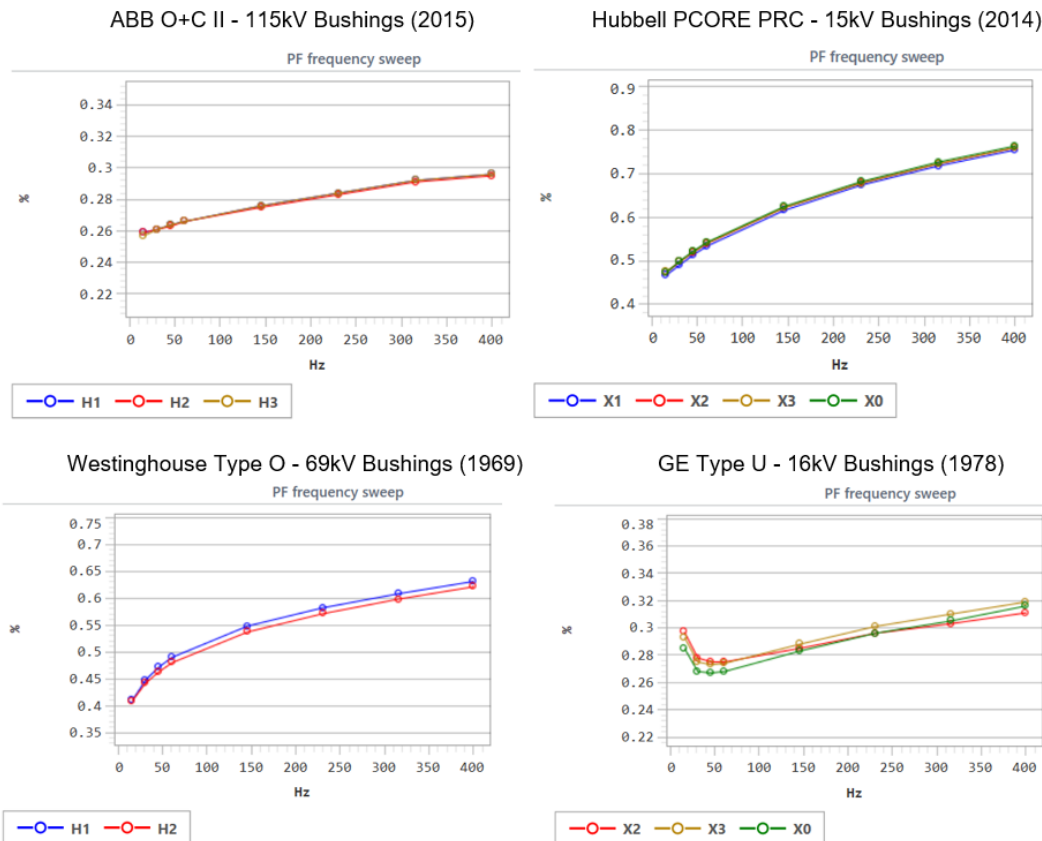 ABB O+C II - 115kV Bushings (2015)
PF frequency sweep
0.34
0.32
0.3
0.28
0.26
0.24
0.22
%
0 50 100 150 200 250 300 350 400
Hz
H1 H2 H3
Hubbell PCORE PRC - 15kV Bushings (2014)
PF frequency sweep
0.9
0.8
0.7
0.6
0.5
0.4
%
0 50 100 150 200 250 300 350 400
Hz
X1 X2 X3 X0
Westinghouse Type O - 69kV Bushings (1969)
PF frequency sweep
0.75
0.7
0.65
0.6
0.55
0.5
0.45
0.4
0.35
%
0 50 100 150 200 250 300 350 400
Hz
H1 H2
GE Type U - 16kV Bushings (1978)
PF frequency sweep
0.38
0.36
0.34
0.32
0.3
0.28
0.26
0.24
0.22
%
0 50 100 150 200 250 300 350 400
Hz
X2 X3 X0